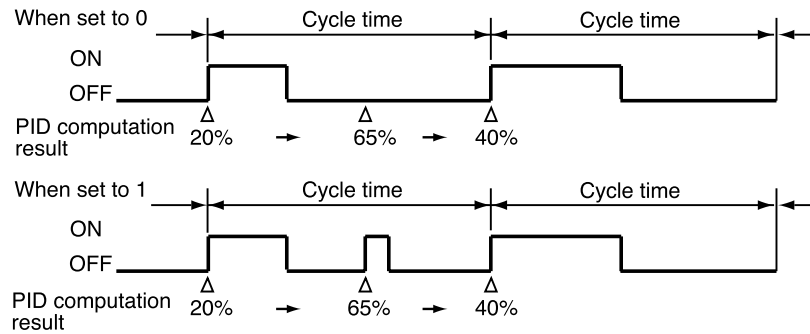 When set to 0
Cycle time
Cycle time
ON
OFF
PID computation
result
20%
65%
40%
When set to 1
Cycle time
Cycle time
ON
OFF
PID computation
result
20%
65%
40%